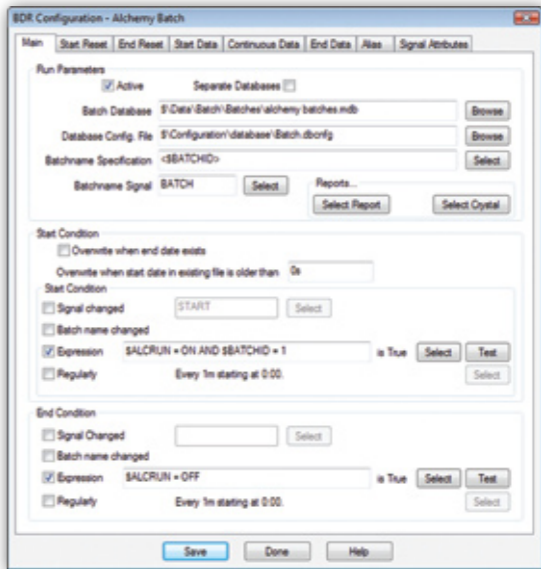 BDR Configuration - Alchemy Batch
Main Start Reset End Reset Start Data Continuous Data End Data Alias Signal Attributes
Run Parameters
Active Separate Databases
Batch Database $\Data\Batch\Batches\alchemy batches.mdb Browse
Database Config. File $\Configuration\database\Batch.dbcnfg Browse
Batchname Specification <$BATCHID> Select
Batchname Signal BATCH Select Reports...
Select Report Select Crystal
Start Condition
Overwrite when end date exists
Overwrite when start date in existing file is older than 0s
Start Condition
Signal changed START Select
Batch name changed
Expression $ALCRUN = ON AND $BATCHID = 1 is True Select Test
Regularly Every 1m starting at 0:00. Select
End Condition
Signal Changed Select
Batch name changed
Expression $ALCRUN = OFF is True Select Test
Regularly Every 1m starting at 0:00. Select
Save Done Help